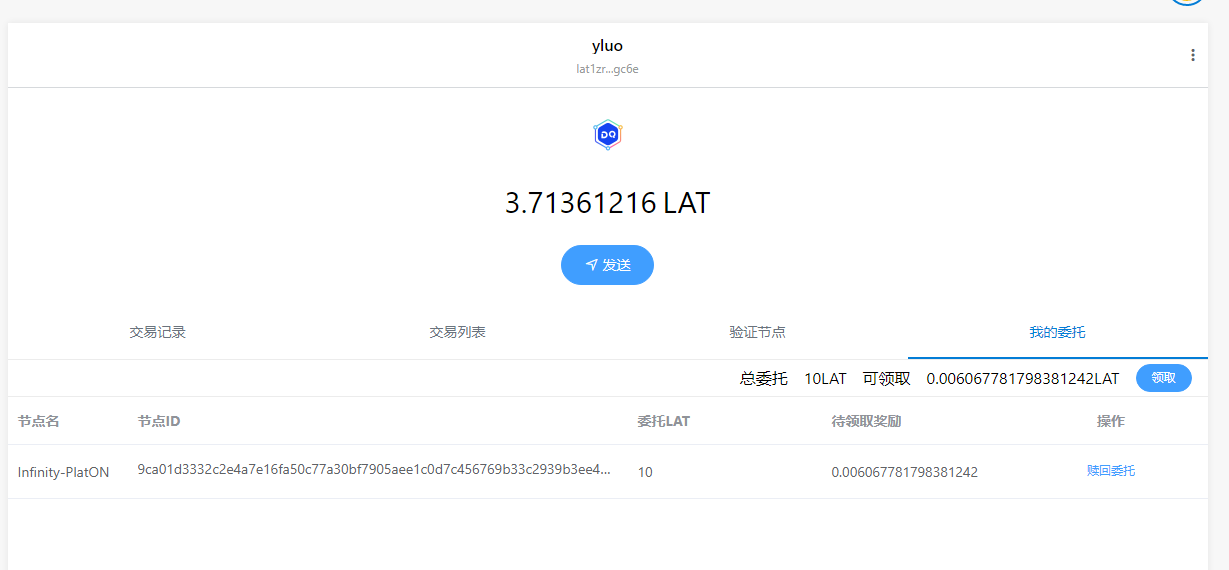 yluo
lat1zr...gc6e
DQ
3.71361216 LAT
发送
交易记录 交易列表 验证节点 我的委托
总委托 10LAT 可领取 0.006067781798381242LAT 领取
节点名 节点ID 委托LAT 待领取奖励 操作
Infinity-PlatON 9ca01d3332c2e4a7e16fa50c77a30bf7905aee1c0d7c456769b33c2939b3ee4... 10 0.006067781798381242 赎回委托